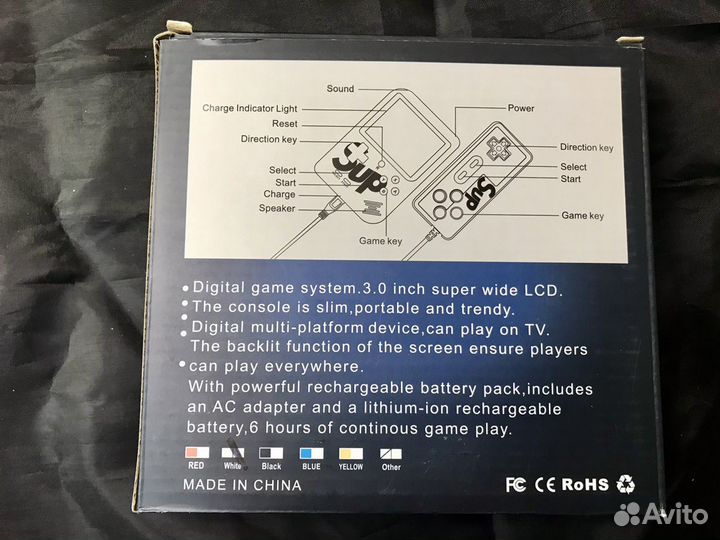 Sound
Charge Indicator Light
Power
Reset
Direction key
Direction key
Select
Select
Start
Start
Charge
Speaker
Game key
Game key
Sup
Sup
• Digital game system.3.0 inch super wide LCD.
• The console is slim,portable and trendy.
• Digital multi-platform device,can play on TV.
• The backlit function of the screen ensure players
can play everywhere.
• With powerful rechargeable battery pack,includes
an AC adapter and a lithium-ion rechargeable
battery,6 hours of continous game play.
RED White Black BLUE YELLOW Other
MADE IN CHINA
FC CE RoHS
Avito